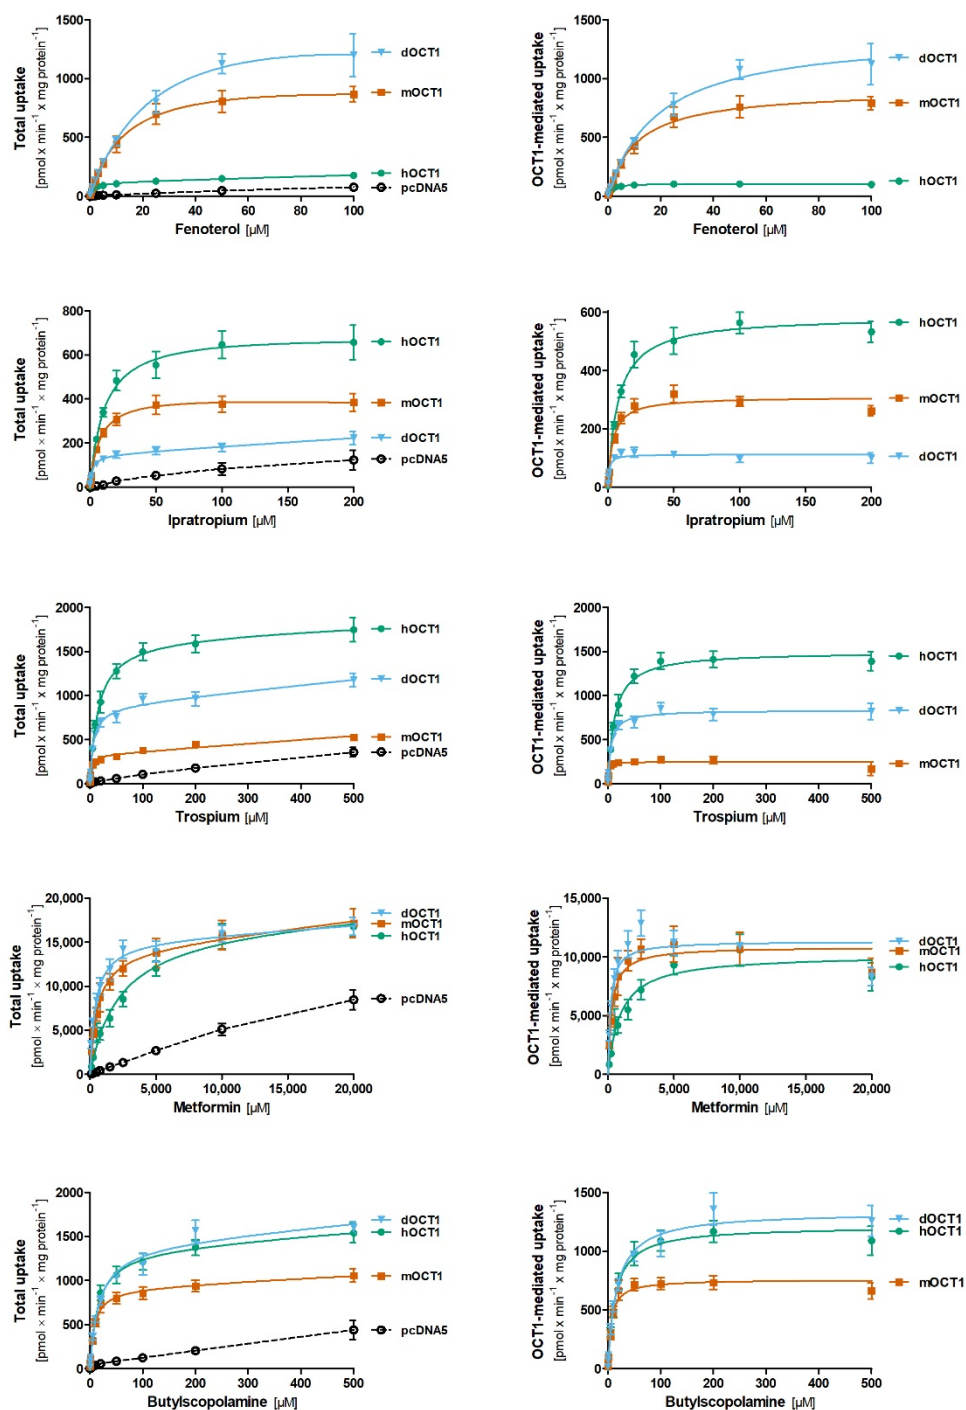 Total uptake
[pmol x min⁻¹ x mg protein⁻¹]
1500
1000
500
0
0 20 40 60 80 100
Fenoterol [µM]
dOCT1
mOCT1
hOCT1
pcDNA5
OCT1-mediated uptake
[pmol x min⁻¹ x mg protein⁻¹]
1500
1000
500
0
0 20 40 60 80 100
Fenoterol [µM]
dOCT1
mOCT1
hOCT1
Total uptake
[pmol × min⁻¹ × mg protein⁻¹]
800
600
400
200
0
0 50 100 150 200
Ipratropium [µM]
hOCT1
mOCT1
dOCT1
pcDNA5
OCT1-mediated uptake
[pmol × min⁻¹ × mg protein⁻¹]
600
400
200
0
0 50 100 150 200
Ipratropium [µM]
hOCT1
mOCT1
dOCT1
Total uptake
[pmol x min⁻¹ x mg protein⁻¹]
2000
1500
1000
500
0
0 100 200 300 400 500
Trospium [µM]
hOCT1
dOCT1
mOCT1
pcDNA5
OCT1-mediated uptake
[pmol x min⁻¹ x mg protein⁻¹]
2000
1500
1000
500
0
0 100 200 300 400 500
Trospium [µM]
hOCT1
dOCT1
mOCT1
Total uptake
[pmol × min⁻¹ × mg protein⁻¹]
20,000
15,000
10,000
5,000
0
0 5,000 10,000 15,000 20,000
Metformin [µM]
dOCT1
mOCT1
hOCT1
pcDNA5
OCT1-mediated uptake
[pmol x min⁻¹ x mg protein⁻¹]
15,000
10,000
5,000
0
0 5,000 10,000 15,000 20,000
Metformin [µM]
dOCT1
mOCT1
hOCT1
Total uptake
[pmol × min⁻¹ × mg protein⁻¹]
2000
1500
1000
500
0
0 100 200 300 400 500
Butylscopolamine [µM]
dOCT1
hOCT1
mOCT1
pcDNA5
OCT1-mediated uptake
[pmol x min⁻¹ x mg protein⁻¹]
1500
1000
500
0
0 100 200 300 400 500
Butylscopolamine [µM]
dOCT1
hOCT1
mOCT1